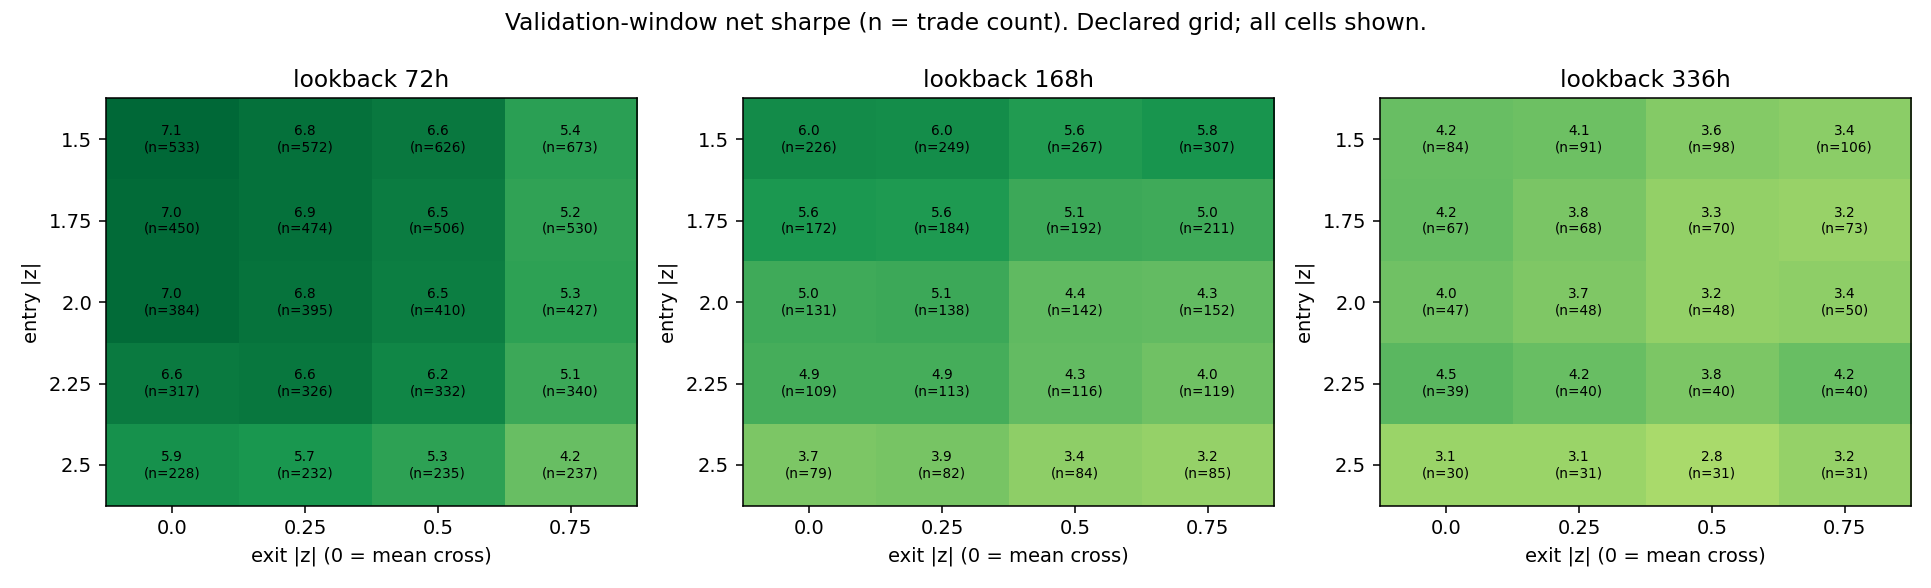 Validation-window net sharpe (n = trade count). Declared grid; all cells shown.
lookback 72h
entry |z|
1.5
7.1
(n=533)
6.8
(n=572)
6.6
(n=626)
5.4
(n=673)
1.75
7.0
(n=450)
6.9
(n=474)
6.5
(n=506)
5.2
(n=530)
2.0
7.0
(n=384)
6.8
(n=395)
6.5
(n=410)
5.3
(n=427)
2.25
6.6
(n=317)
6.6
(n=326)
6.2
(n=332)
5.1
(n=340)
2.5
5.9
(n=228)
5.7
(n=232)
5.3
(n=235)
4.2
(n=237)
0.0
0.25
0.5
0.75
exit |z| (0 = mean cross)
lookback 168h
entry |z|
1.5
6.0
(n=226)
6.0
(n=249)
5.6
(n=267)
5.8
(n=307)
1.75
5.6
(n=172)
5.6
(n=184)
5.1
(n=192)
5.0
(n=211)
2.0
5.0
(n=131)
5.1
(n=138)
4.4
(n=142)
4.3
(n=152)
2.25
4.9
(n=109)
4.9
(n=113)
4.3
(n=116)
4.0
(n=119)
2.5
3.7
(n=79)
3.9
(n=82)
3.4
(n=84)
3.2
(n=85)
0.0
0.25
0.5
0.75
exit |z| (0 = mean cross)
lookback 336h
entry |z|
1.5
4.2
(n=84)
4.1
(n=91)
3.6
(n=98)
3.4
(n=106)
1.75
4.2
(n=67)
3.8
(n=68)
3.3
(n=70)
3.2
(n=73)
2.0
4.0
(n=47)
3.7
(n=48)
3.2
(n=48)
3.4
(n=50)
2.25
4.5
(n=39)
4.2
(n=40)
3.8
(n=40)
4.2
(n=40)
2.5
3.1
(n=30)
3.1
(n=31)
2.8
(n=31)
3.2
(n=31)
0.0
0.25
0.5
0.75
exit |z| (0 = mean cross)